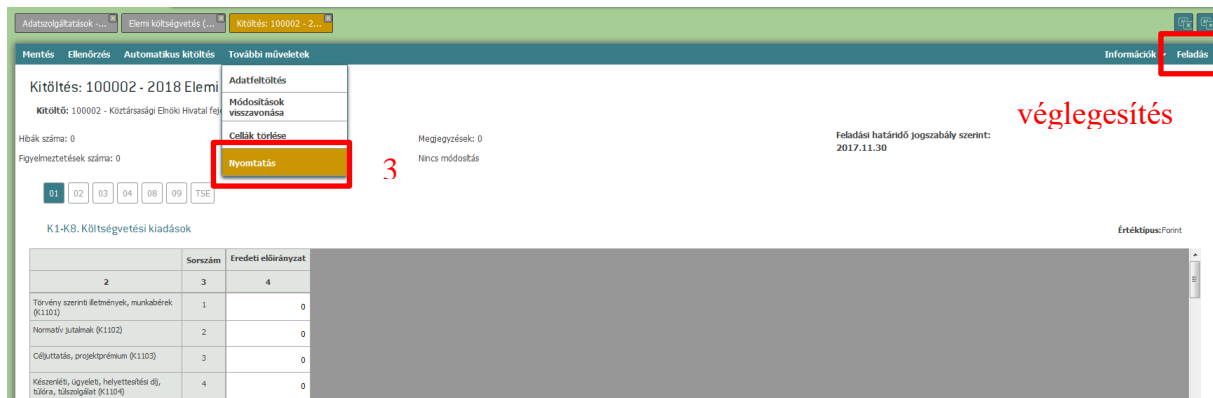 Adatszolgáltatások -...
Elemi költségvetés (...
Kitöltés: 100002 - 2...
Mentés Ellenőrzés Automatikus kitöltés További műveletek Információk Feladás
Kitöltés: 100002 - 2018 Elemi
Adatfeltöltés
Kitöltő: 100002 - Köztársasági Elnöki Hivatal fej
Módosítások
visszavonása
véglegesítés
Hibák száma: 0
Cellák törlése
Megjegyzések: 0
Feladási határidő jogszabály szerint:
2017.11.30
Figyelmeztetések száma: 0
Nyomtatás
3
Nincs módosítás
01 02 03 04 08 09 TSE
K1-K8. Költségvetési kiadások
Értéktípus:Forint
Sorszám Eredeti előirányzat
2 3 4
Törvény szerinti illetmények, munkabérek
(K1101)
1 0
Normatív jutalmak (K1102) 2 0
Céljuttatás, projektprémium (K1103) 3 0
Készenléti, ügyeleti, helyettesítési díj,
túlóra, túlszolgálat (K1104)
4 0